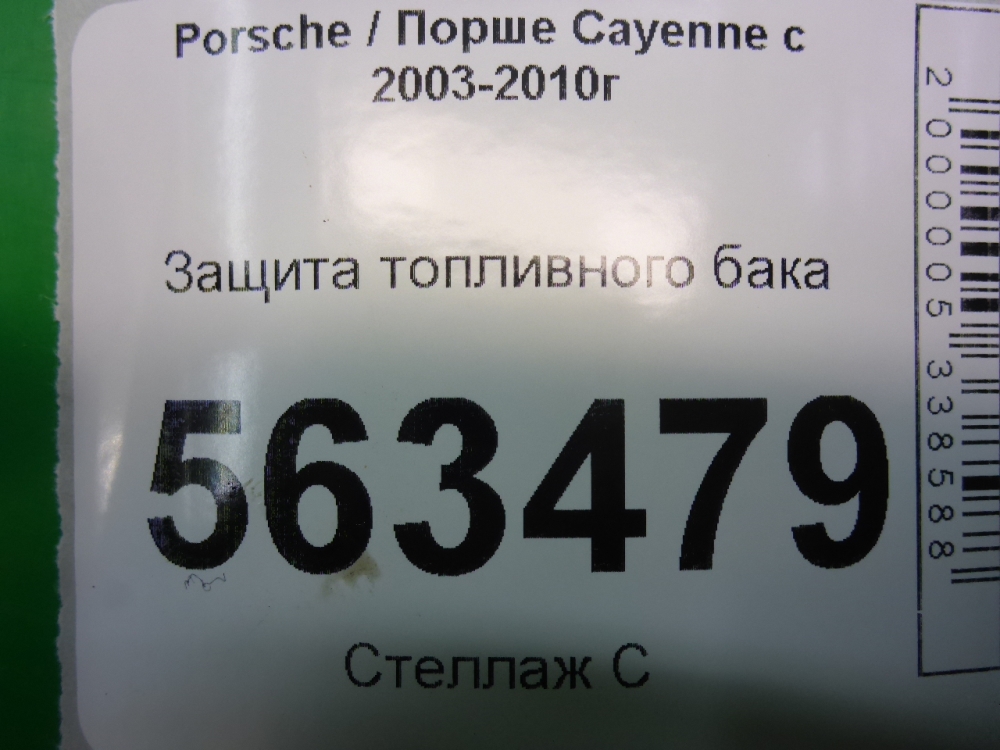 Porsche / Порше Cayenne с
2003-2010г
Защита топливного бака
563479
Стеллаж С
2000005338588